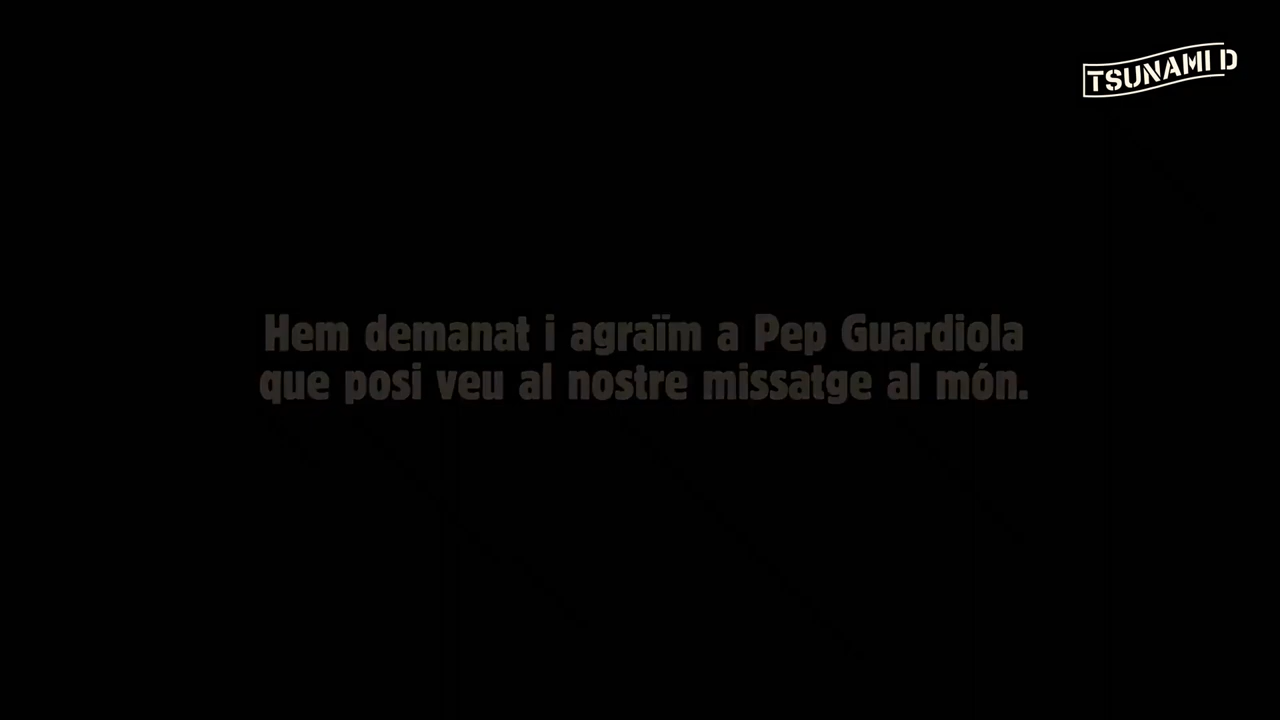 TSUNAMI D
Hem demanat i agraïm a Pep Guardiola
que posi veu al nostre missatge al món.